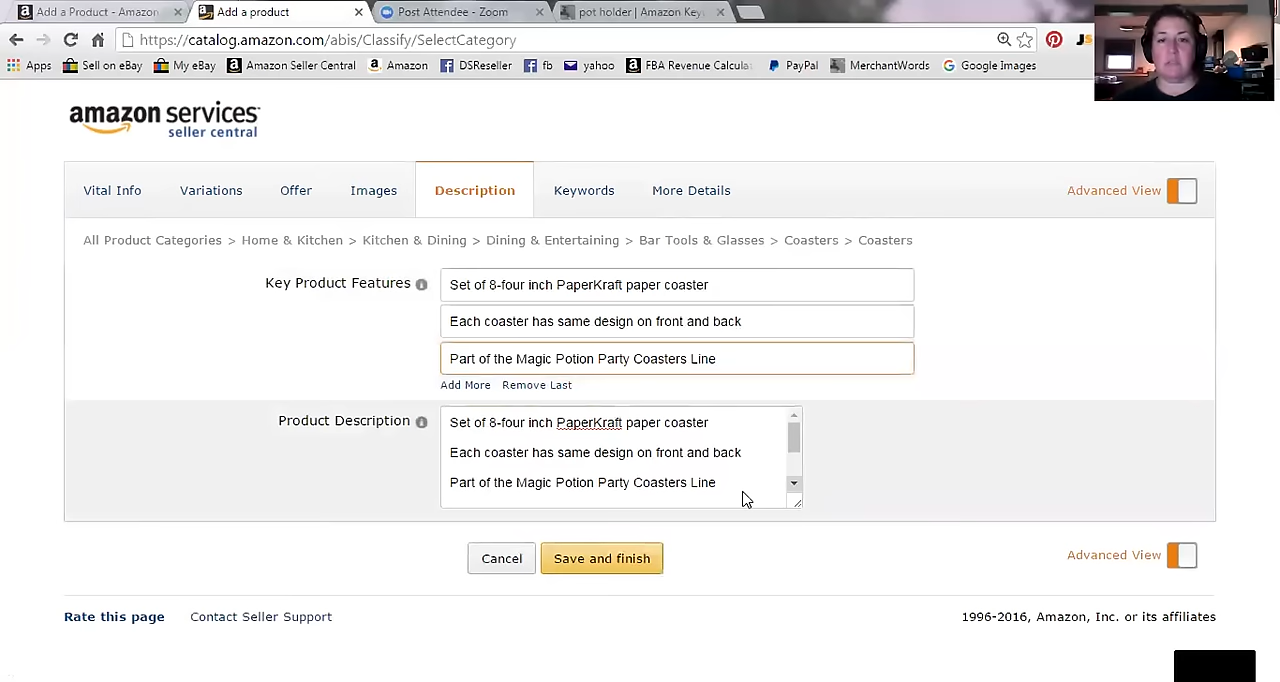 Add a Product - Amazon
Add a product
Post Attendee - Zoom
pot holder | Amazon Key
https://catalog.amazon.com/abis/Classify/SelectCategory
Apps Sell on eBay My eBay Amazon Seller Central Amazon DSReseller fb yahoo FBA Revenue Calcula PayPal MerchantWords Google Images
amazon services
seller central
Vital Info Variations Offer Images Description Keywords More Details Advanced View
All Product Categories > Home & Kitchen > Kitchen & Dining > Dining & Entertaining > Bar Tools & Glasses > Coasters > Coasters
Key Product Features Set of 8-four inch PaperKraft paper coaster
Each coaster has same design on front and back
Part of the Magic Potion Party Coasters Line
Add More Remove Last
Product Description Set of 8-four inch PaperKraft paper coaster
Each coaster has same design on front and back
Part of the Magic Potion Party Coasters Line
Cancel Save and finish Advanced View
Rate this page Contact Seller Support 1996-2016, Amazon, Inc. or its affiliates